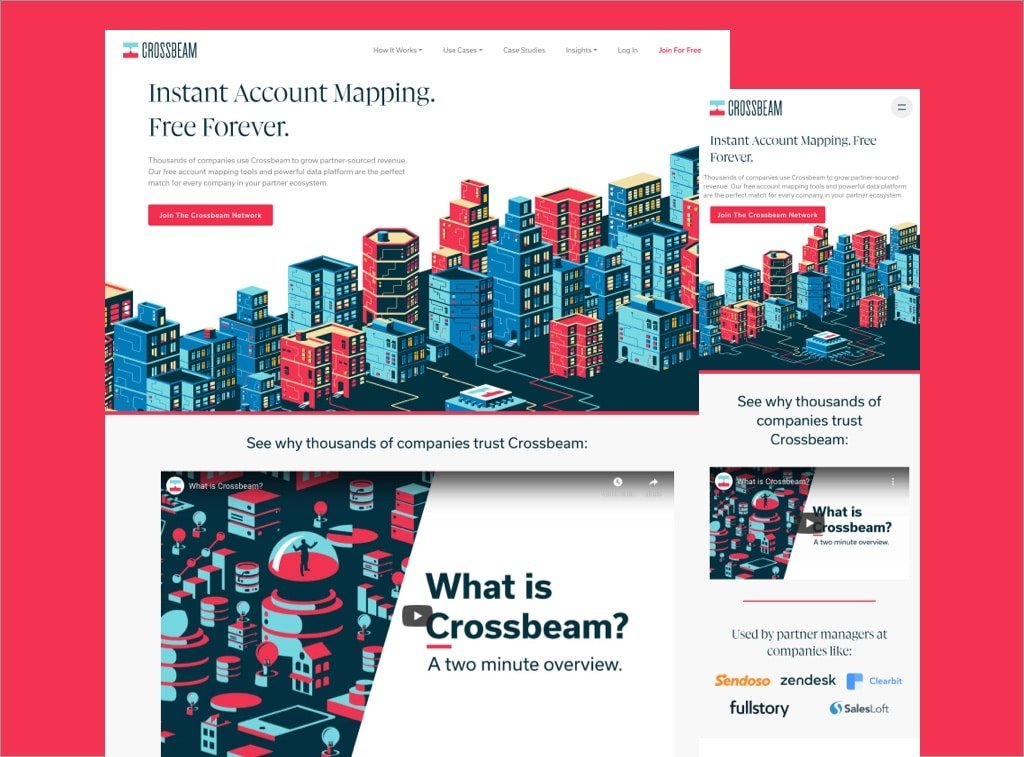 CROSSBEAM
How It Works Use Cases Case Studies Insights Log In Join For Free
Instant Account Mapping.
Free Forever.
Thousands of companies use Crossbeam to grow partner-sourced revenue.
Our free account mapping tools and powerful data platform are the perfect
match for every company in your partner ecosystem.
Join The Crossbeam Network
See why thousands of companies trust Crossbeam:
What is Crossbeam?
What is
Crossbeam?
A two minute overview.
CROSSBEAM
Instant Account Mapping. Free
Forever.
Thousands of companies use Crossbeam to grow partner-sourced
revenue. Our free account mapping tools and powerful data platform
are the perfect match for every company in your partner ecosystem.
Join The Crossbeam Network
See why thousands of
companies trust
Crossbeam:
What is Crossbeam?
What is
Crossbeam?
A two minute overview.
Used by partner managers at
companies like:
Sendoso zendesk Clearbit
fullstory SalesLoft